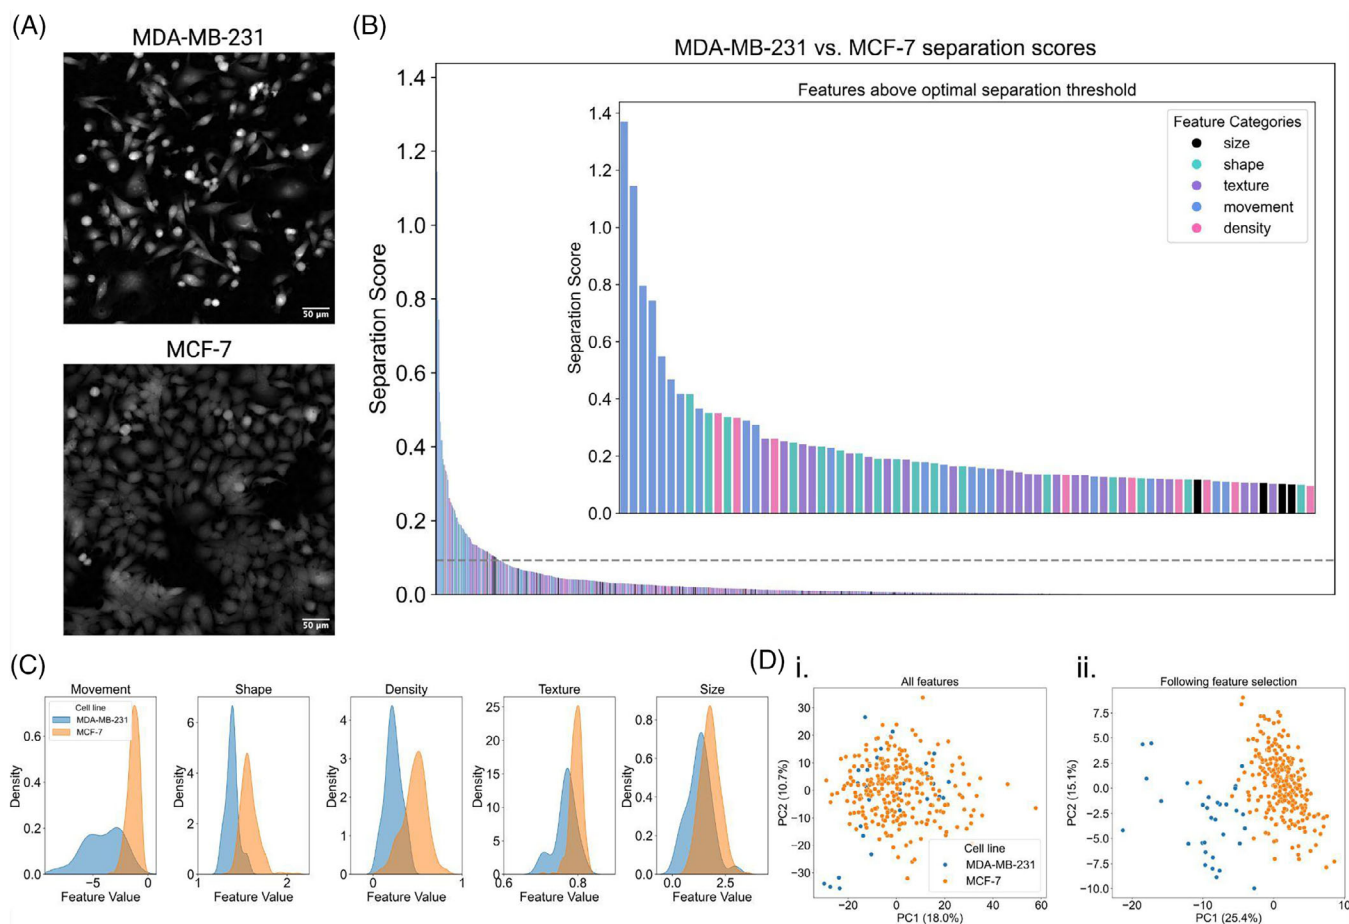 (A)
MDA-MB-231
50 µm
MCF-7
50 µm
(B)
MDA-MB-231 vs. MCF-7 separation scores
Separation Score
1.4
1.2
1.0
0.8
0.6
0.4
0.2
0.0
Features above optimal separation threshold
Separation Score
1.4
1.2
1.0
0.8
0.6
0.4
0.2
0.0
Feature Categories
size
shape
texture
movement
density
(C)
Movement
Cell line
MDA-MB-231
MCF-7
Density
0.6
0.4
0.2
0.0
−5 0
Feature Value
Shape
Density
6
4
2
0
1 2
Feature Value
Density
Density
4
3
2
1
0
0 1
Feature Value
Texture
Density
25
20
15
10
5
0
0.6 0.8
Feature Value
Size
Density
0.8
0.6
0.4
0.2
0.0
0.0 2.5
Feature Value
(D)
i.
All features
PC2 (10.7%)
30
20
10
0
−10
−20
−30
Cell line
MDA-MB-231
MCF-7
−20 0 20 40 60
PC1 (18.0%)
ii.
Following feature selection
PC2 (15.1%)
7.5
5.0
2.5
0.0
−2.5
−5.0
−7.5
−10.0
−20 −10 0 10
PC1 (25.4%)